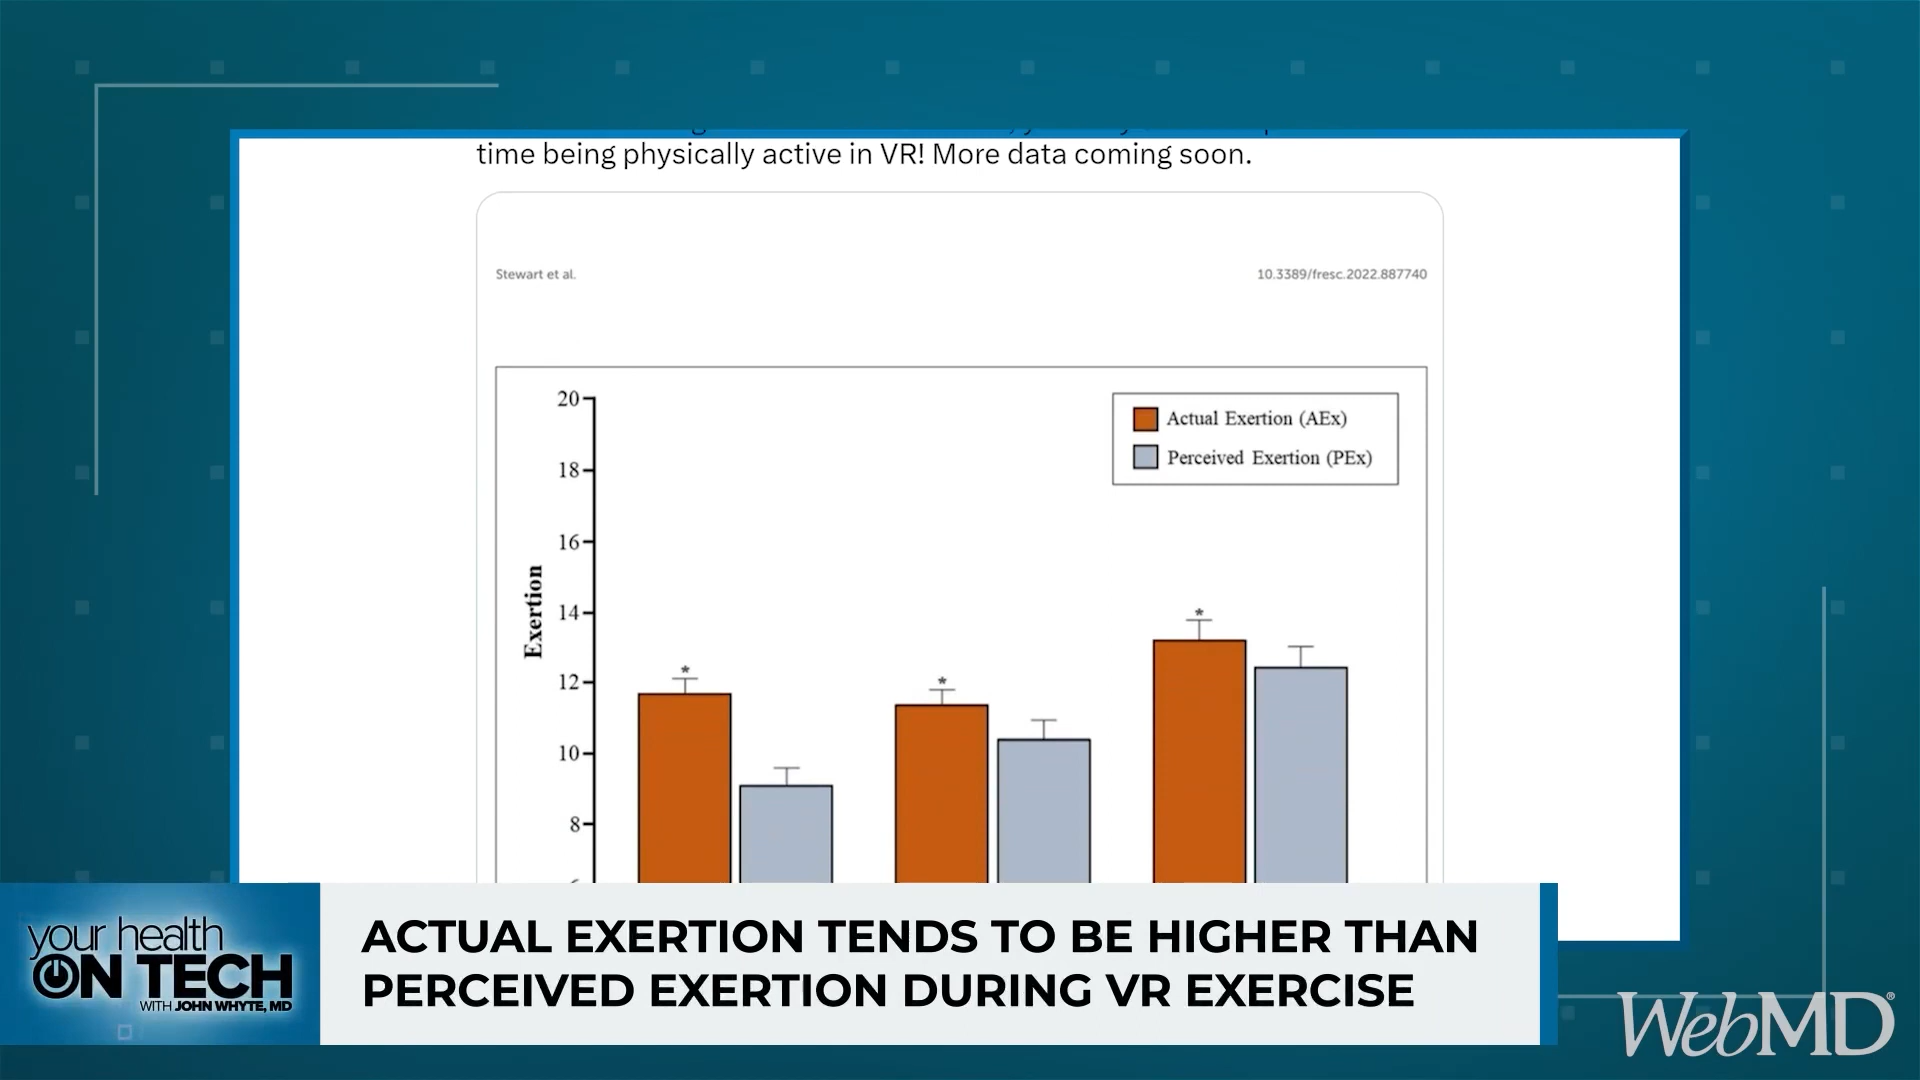 time being physically active in VR! More data coming soon.
Stewart et al.
10.3389/fresc.2022.887740
20
18
16
14
12
10
8
Exertion
Actual Exertion (AEx)
Perceived Exertion (PEx)
*
*
*
your health
ON TECH
WITH JOHN WHYTE, MD
ACTUAL EXERTION TENDS TO BE HIGHER THAN
PERCEIVED EXERTION DURING VR EXERCISE
WebMD®